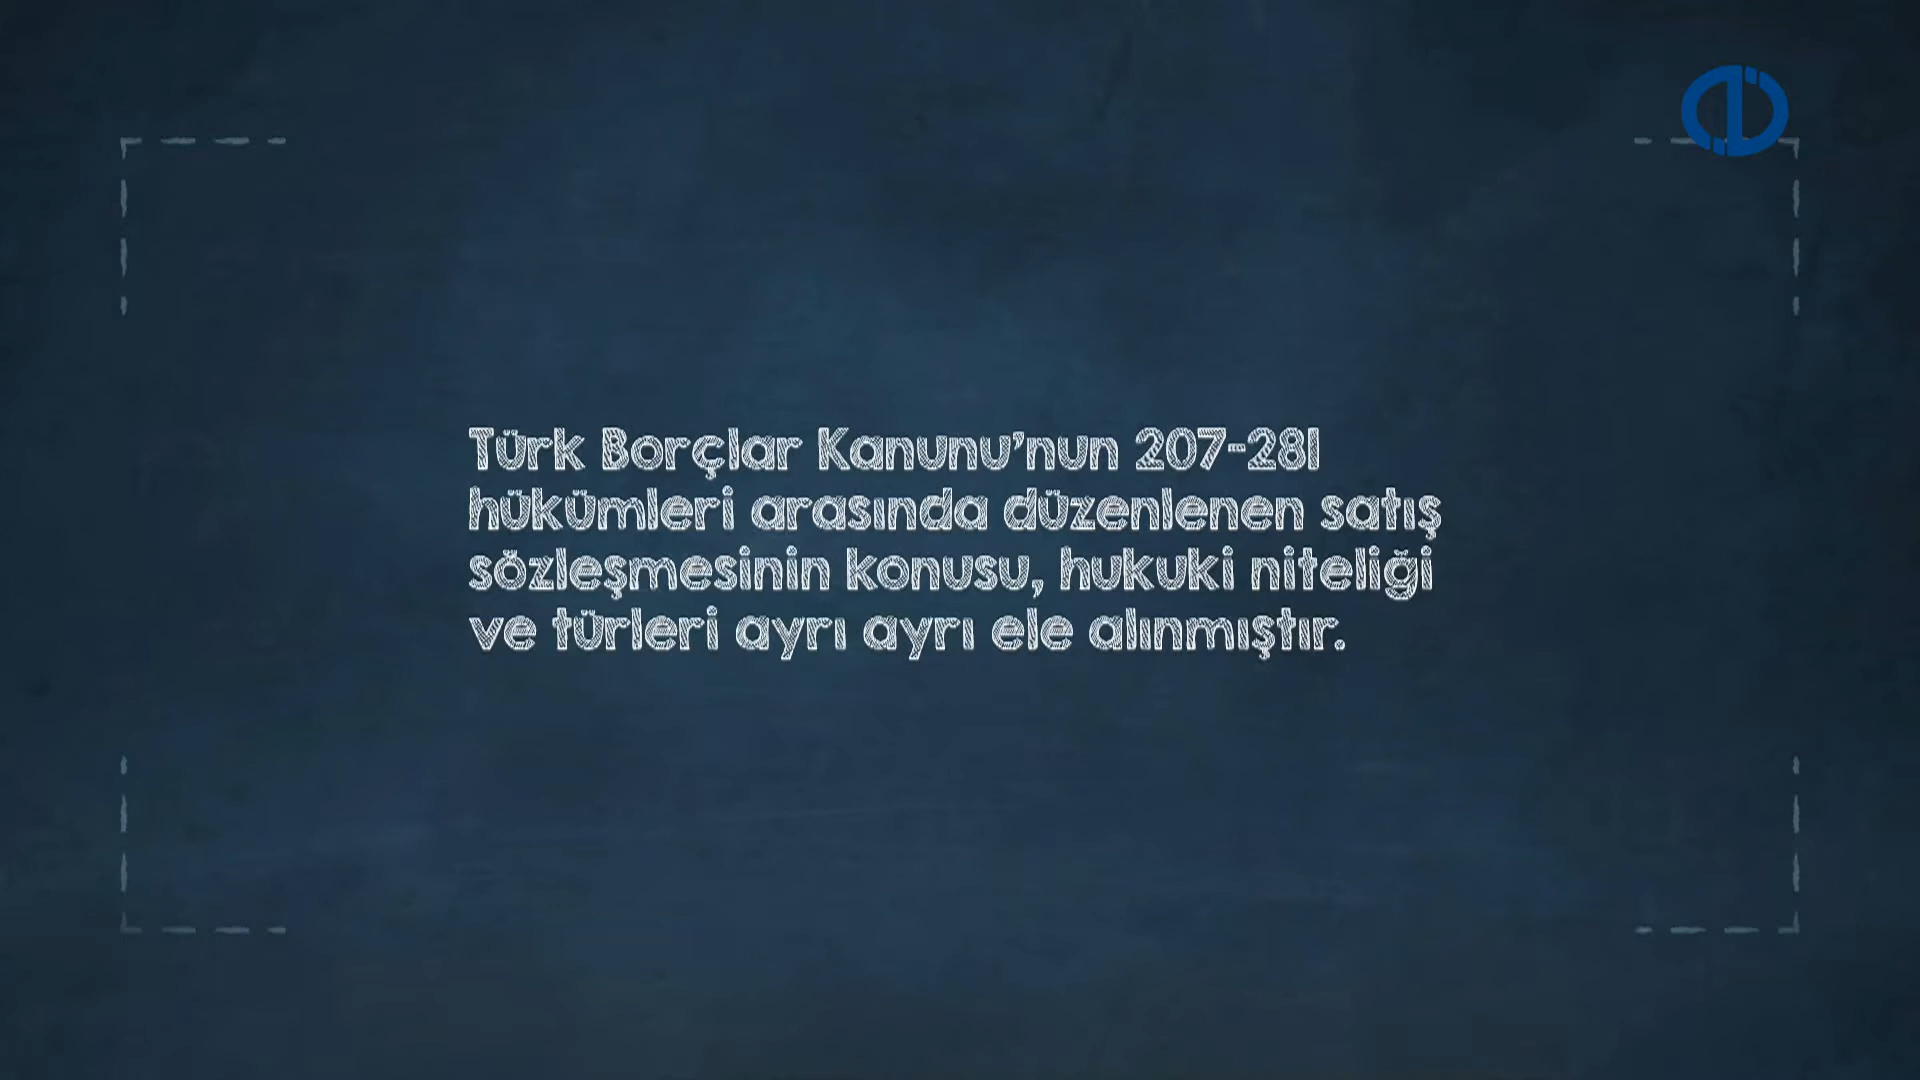 Türk Borçlar Kanunu'nun 207-281
hükümleri arasında düzenlenen satış
sözleşmesinin konusu, hukuki niteliği
ve türleri ayrı ayrı ele alınmıştır.